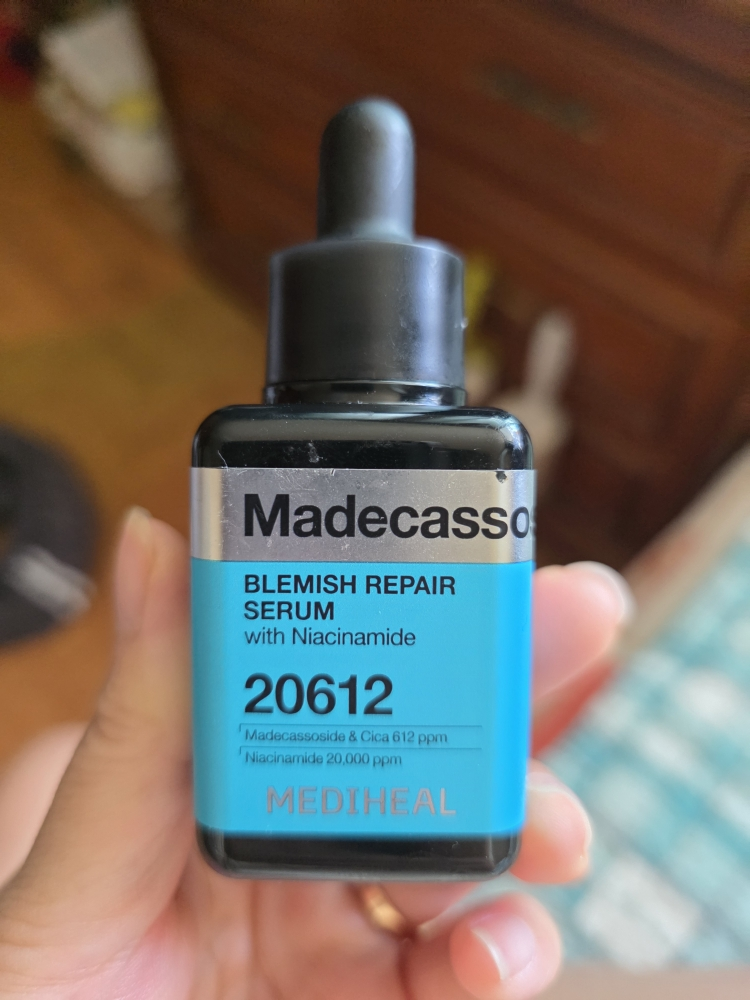 Madecasso
BLEMISH REPAIR
SERUM
with Niacinamide
20612
Madecassoside & Cica 612 ppm
Niacinamide 20,000 ppm
MEDIHEAL